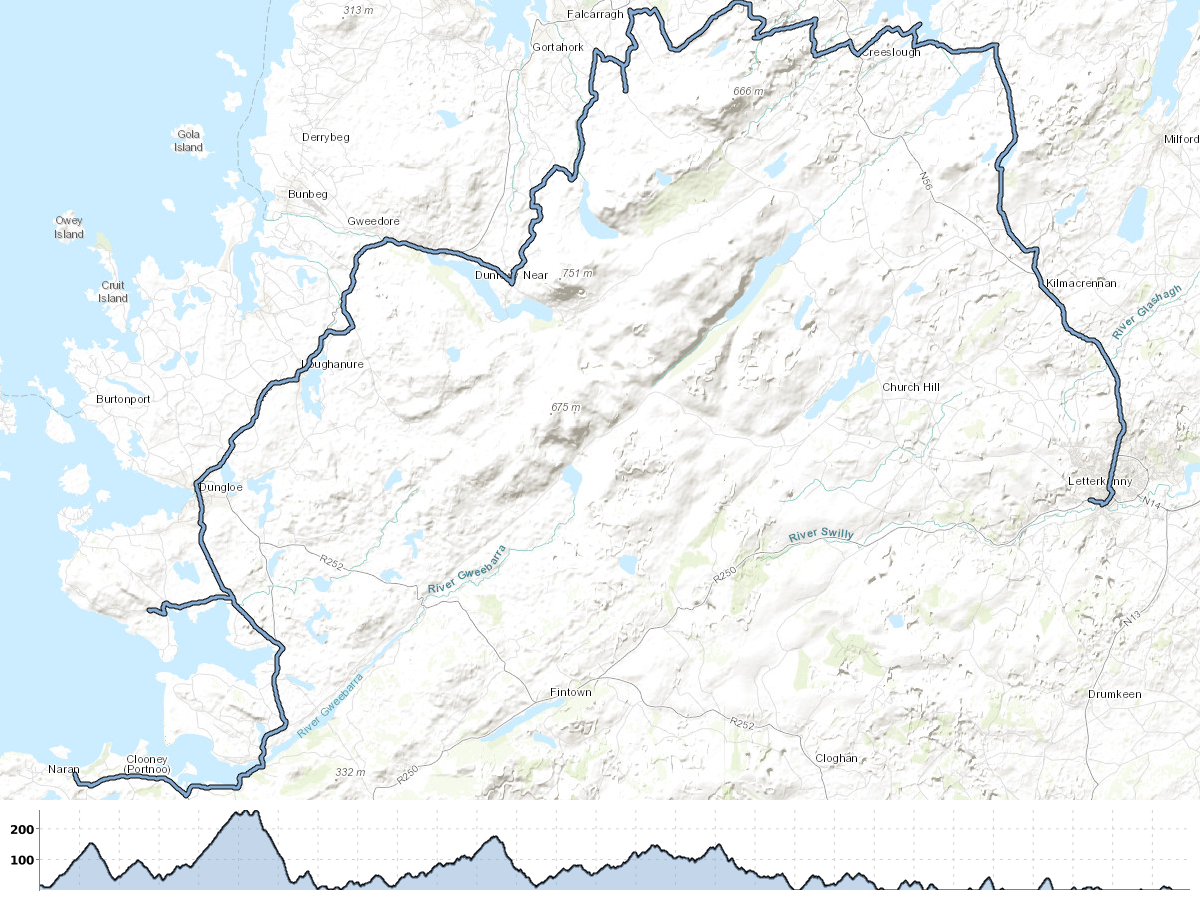 313 m
Falcarragh
Gortahork
Creeslough
666 m
Gola
Island
Derrybeg
Milford
N56
Bunbeg
Gweedore
Owey
Island
751 m
Near
Cruit
Island
Kilmacrennan
River Glashagh
Loughanure
Burtonport
Church Hill
675 m
Dungloe
Letterkenny
N14
River Swilly
R252
River Gweebarra
R250
N13
River Gweebarra
Fintown
Drumkeen
R252
Naran
Clooney
(Portnoo)
332 m
R250
Cloghan
200
100